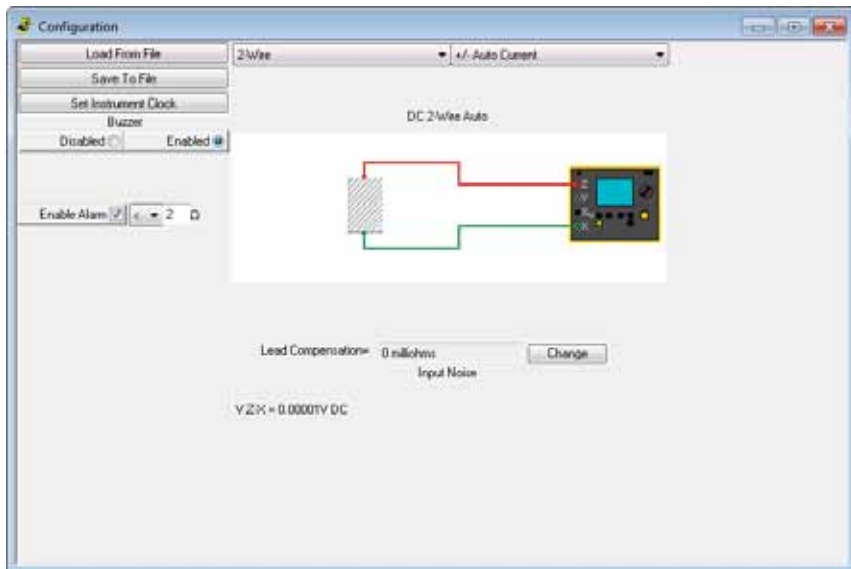 Configuration
Load From File
2-Wire
+/- Auto Current
Save To File
Set Instrument Clock
Buzzer
Disabled
Enabled
DC 2-Wire Auto
Z
Y
X
Enable Alarm
<
2
Ω
Lead Compensation=
0 milliohms
Change
Input Noise
V Z:X = 0.00001V DC